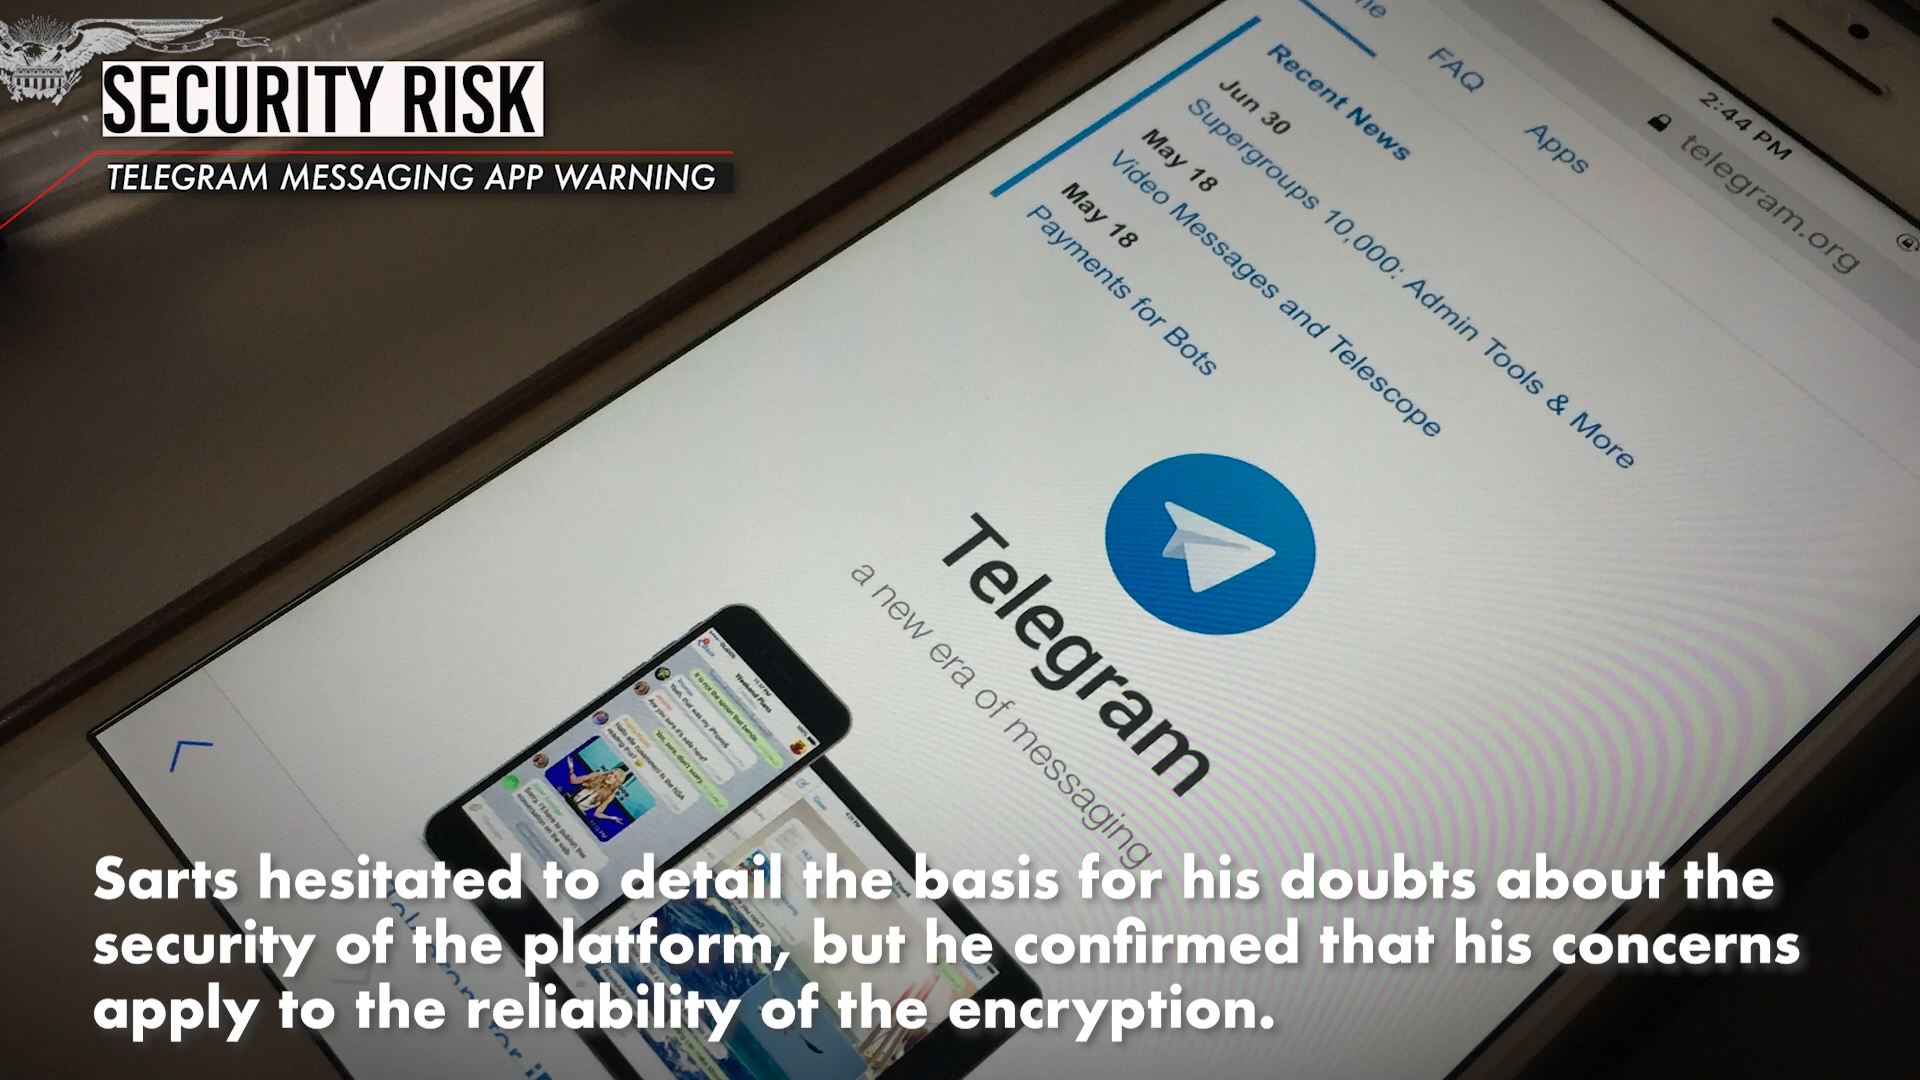 SECURITY RISK
TELEGRAM MESSAGING APP WARNING
2:44 PM
telegram.org
FAQ
Apps
Recent News
Jun 30
Supergroups 10,000: Admin Tools & More
May 18
Video Messages and Telescope
May 18
Payments for Bots
Telegram
a new era of messaging
Weekend Plans
Sarts hesitated to detail the basis for his doubts about the
security of the platform, but he confirmed that his concerns
apply to the reliability of the encryption.